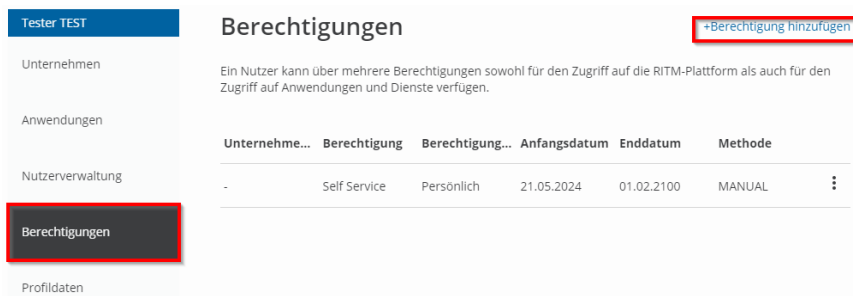 Tester TEST
Unternehmen
Anwendungen
Nutzerverwaltung
Berechtigungen
Profildaten
Berechtigungen
+Berechtigung hinzufügen
Ein Nutzer kann über mehrere Berechtigungen sowohl für den Zugriff auf die RITM-Plattform als auch für den
Zugriff auf Anwendungen und Dienste verfügen.
Unternehme... Berechtigung Berechtigung... Anfangsdatum Enddatum Methode
- Self Service Persönlich 21.05.2024 01.02.2100 MANUAL